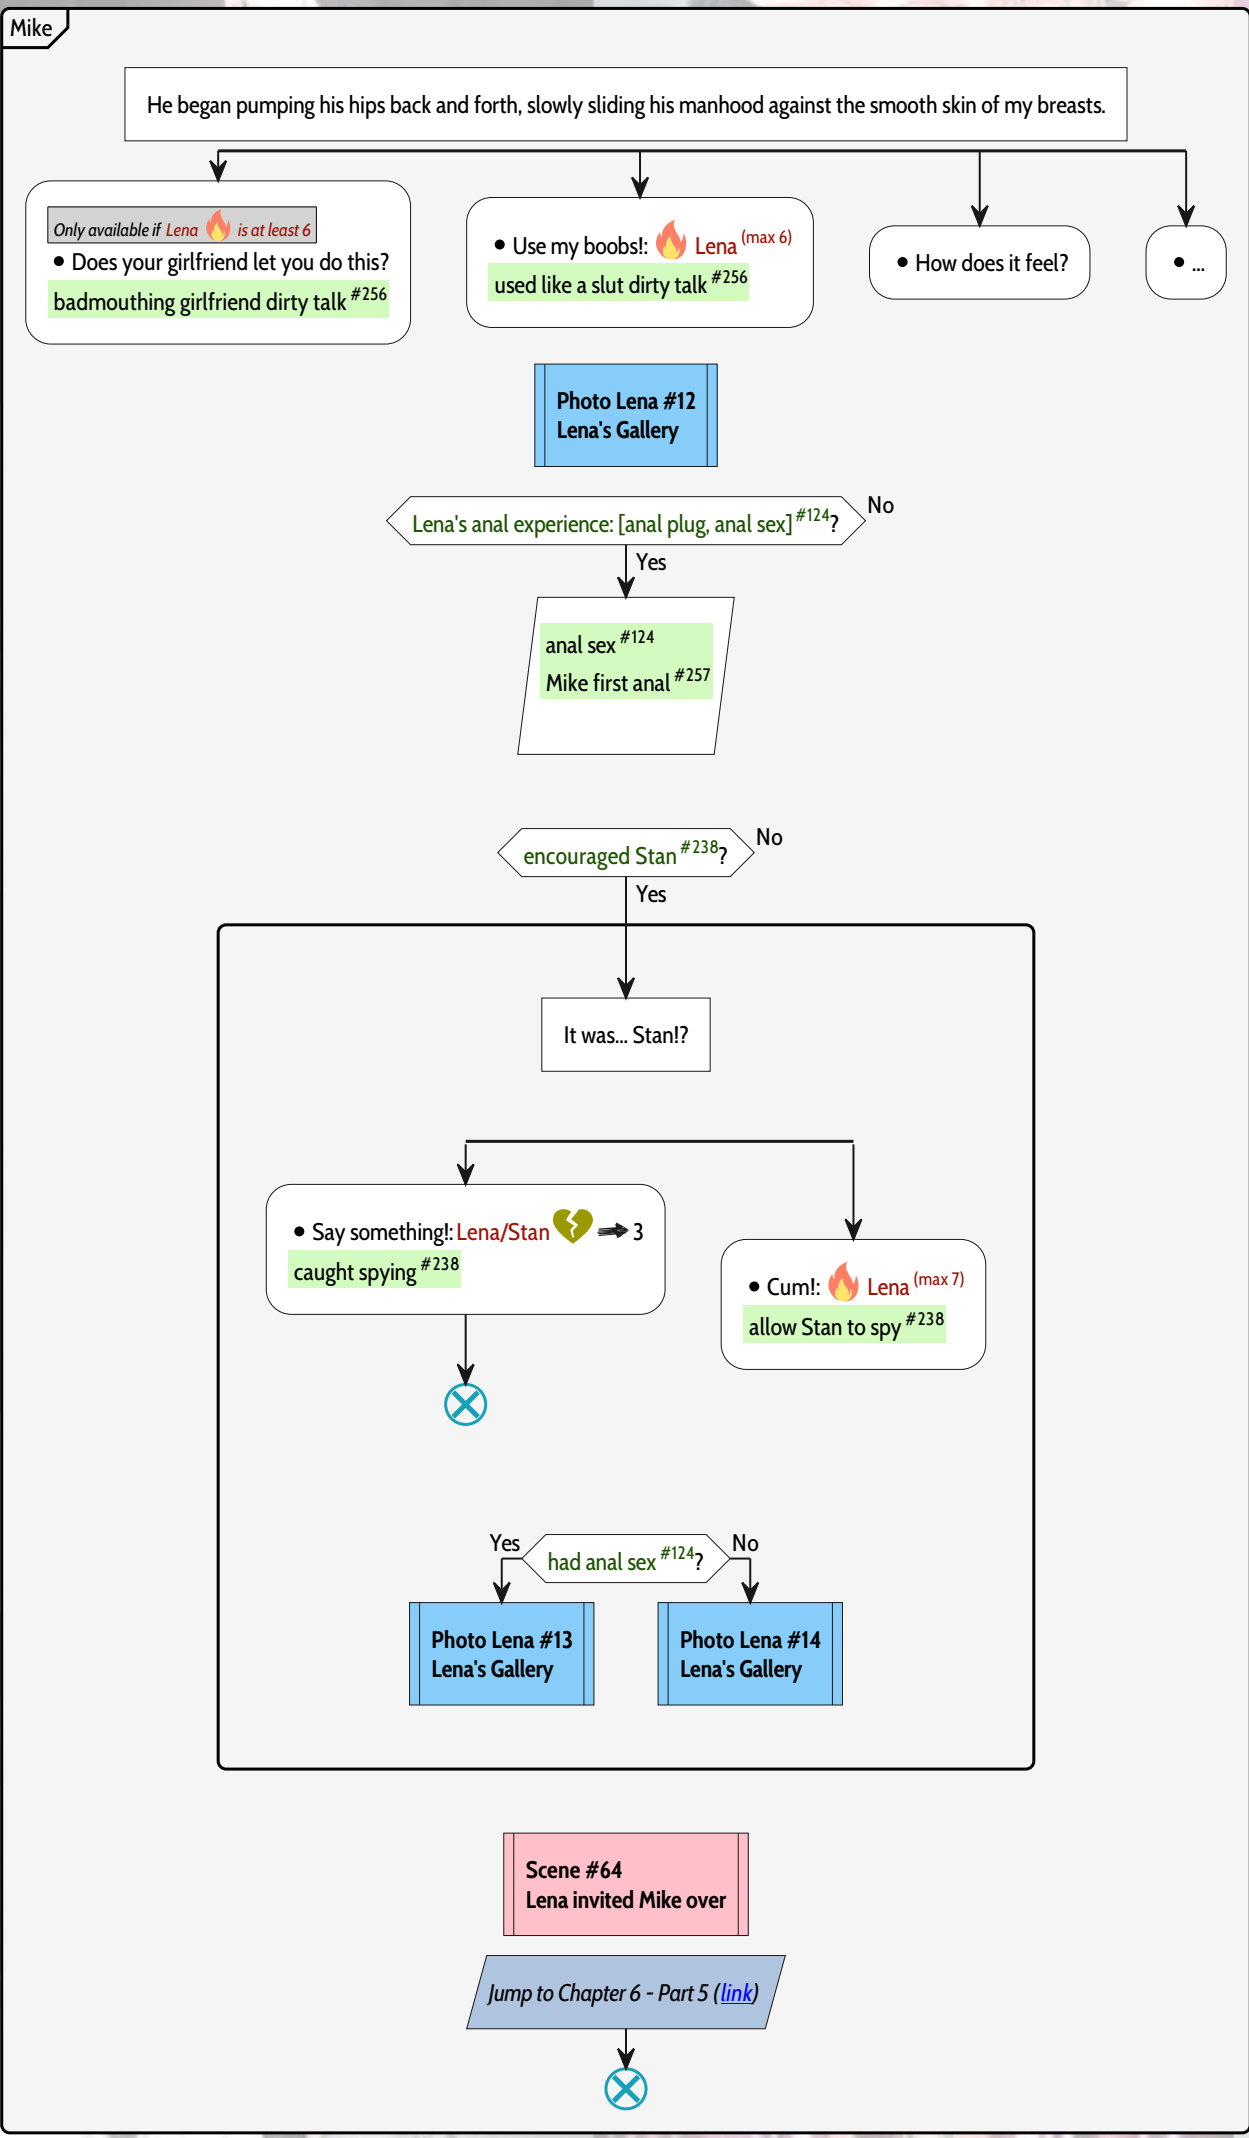 Mike
He began pumping his hips back and forth, slowly sliding his manhood against the smooth skin of my breasts.
Only available if Lena is at least 6
• Does your girlfriend let you do this?
badmouthing girlfriend dirty talk #256
• Use my boobs!: Lena (max 6)
used like a slut dirty talk #256
• How does it feel?
• ...
Photo Lena #12
Lena's Gallery
Lena's anal experience: [anal plug, anal sex] #124?
No
Yes
anal sex #124
Mike first anal #257
encouraged Stan #238?
No
Yes
It was... Stan!?
• Say something!: Lena/Stan 3
caught spying #238
• Cum!: Lena (max 7)
allow Stan to spy #238
Yes
had anal sex #124?
No
Photo Lena #13
Lena's Gallery
Photo Lena #14
Lena's Gallery
Scene #64
Lena invited Mike over
Jump to Chapter 6 - Part 5 (link)